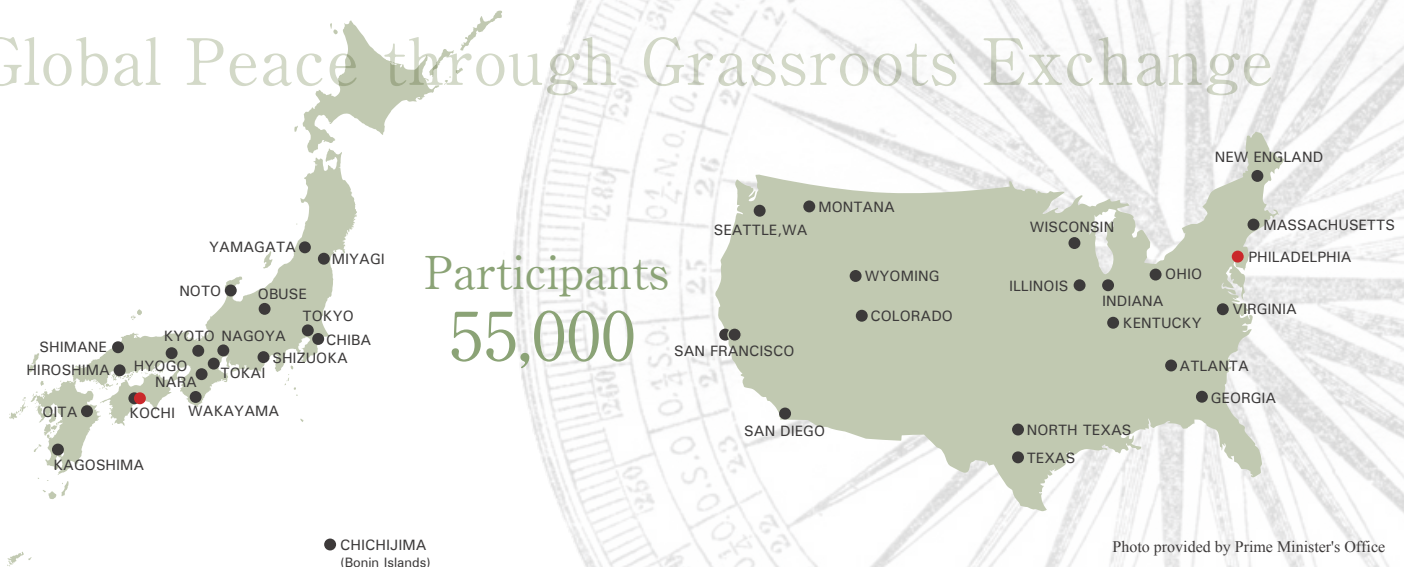 Global Peace through Grassroots Exchange
NEW ENGLAND
MONTANA
SEATTLE,WA
WISCONSIN
MASSACHUSETTS
YAMAGATA
MIYAGI
Participants
55,000
PHILADELPHIA
WYOMING
OHIO
ILLINOIS
INDIANA
NOTO
OBUSE
VIRGINIA
TOKYO
COLORADO
KENTUCKY
KYOTO
NAGOYA
CHIBA
SHIMANE
SAN FRANCISCO
SHIZUOKA
HIROSHIMA
HYOGO
TOKAI
ATLANTA
NARA
GEORGIA
OITA
KOCHI
WAKAYAMA
SAN DIEGO
NORTH TEXAS
KAGOSHIMA
TEXAS
CHICHIJIMA
(Bonin Islands)
Photo provided by Prime Minister's Office